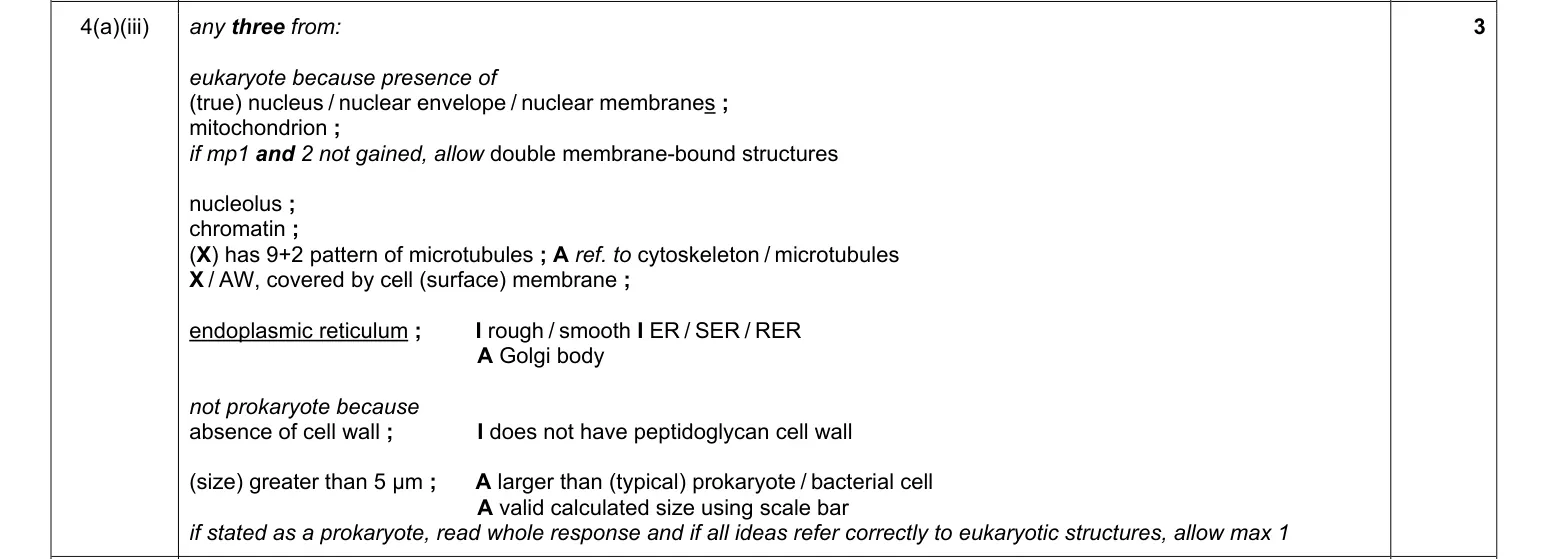 4(a)(iii) any three from: 3
eukaryote because presence of
(true) nucleus / nuclear envelope / nuclear membranes ;
mitochondrion ;
if mp1 and 2 not gained, allow double membrane-bound structures
nucleolus ;
chromatin ;
(X) has 9+2 pattern of microtubules ; A ref. to cytoskeleton / microtubules
X / AW, covered by cell (surface) membrane ;
endoplasmic reticulum ; I rough / smooth I ER / SER / RER
A Golgi body
not prokaryote because
absence of cell wall ; I does not have peptidoglycan cell wall
(size) greater than 5 µm ; A larger than (typical) prokaryote / bacterial cell
A valid calculated size using scale bar
if stated as a prokaryote, read whole response and if all ideas refer correctly to eukaryotic structures, allow max 1